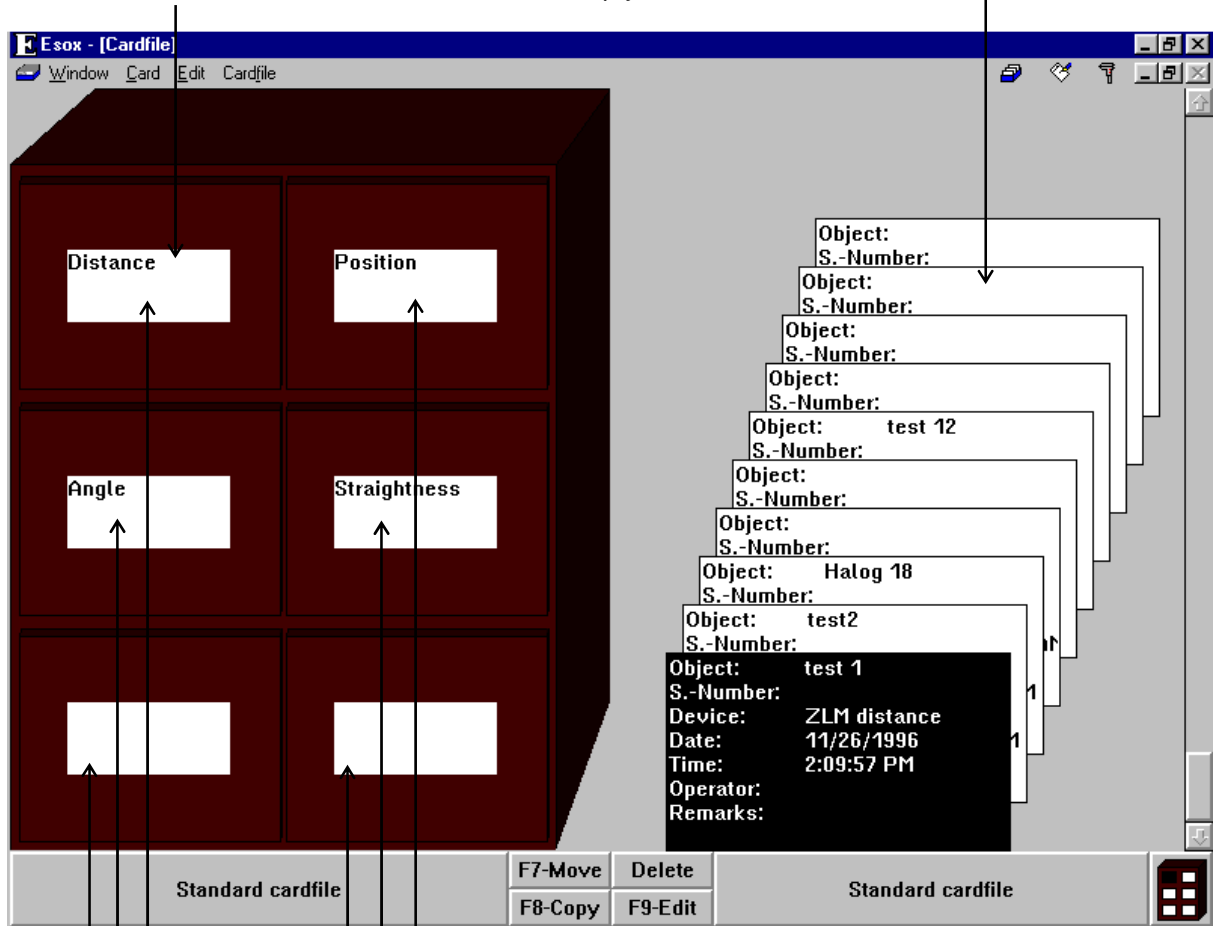 Esox - [Cardfile]
Window Card Edit Cardfile
Distance
Position
Angle
Straightness
Object:
S.-Number:
Object:
S.-Number:
Object:
S.-Number:
Object:
S.-Number:
Object: test 12
S.-Number:
Object:
S.-Number:
Object:
S.-Number:
Object: Halog 18
S.-Number:
Object: test2
S.-Number:
Object: test 1
S.-Number:
Device: ZLM distance
Date: 11/26/1996
Time: 2:09:57 PM
Operator:
Remarks:
Standard cardfile
F7-Move
Delete
F8-Copy
F9-Edit
Standard cardfile